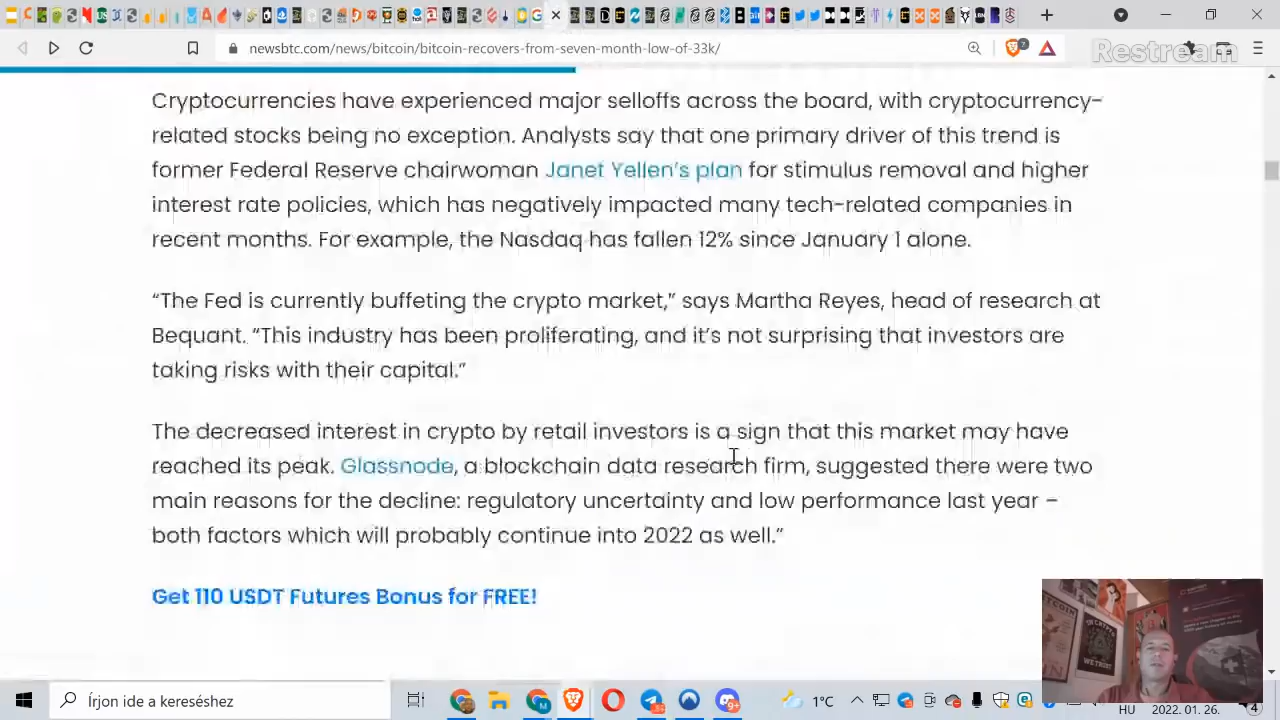 newsbtc.com/news/bitcoin/bitcoin-recovers-from-seven-month-low-of-33k/
Restream
Cryptocurrencies have experienced major selloffs across the board, with cryptocurrency-
related stocks being no exception. Analysts say that one primary driver of this trend is
former Federal Reserve chairwoman Janet Yellen's plan for stimulus removal and higher
interest rate policies, which has negatively impacted many tech-related companies in
recent months. For example, the Nasdaq has fallen 12% since January 1 alone.
“The Fed is currently buffeting the crypto market,” says Martha Reyes, head of research at
Bequant. “This industry has been proliferating, and it’s not surprising that investors are
taking risks with their capital.”
The decreased interest in crypto by retail investors is a sign that this market may have
reached its peak. Glassnode, a blockchain data research firm, suggested there were two
main reasons for the decline: regulatory uncertainty and low performance last year –
both factors which will probably continue into 2022 as well.”
Get 110 USDT Futures Bonus for FREE!
BITCOIN
IN CRYPTO
WE TRUST
Írjon ide a kereséshez
1°C
HU
2022. 01. 26.